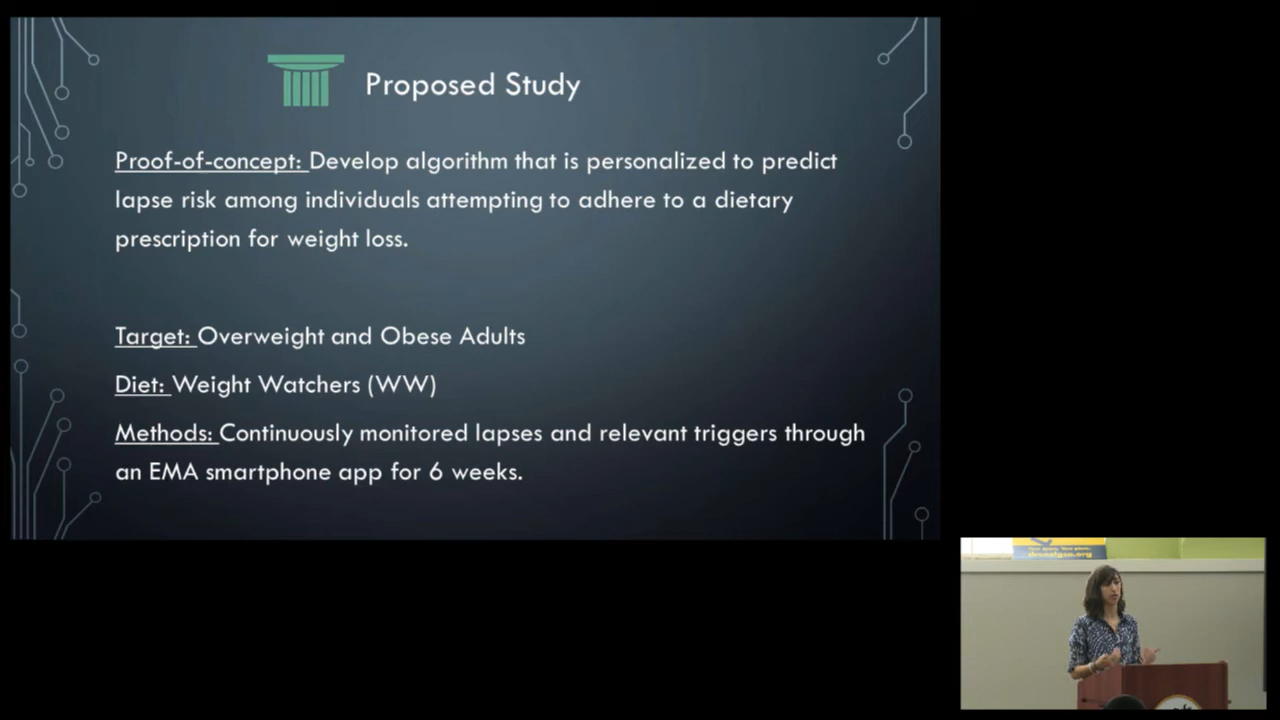 Proposed Study
Proof-of-concept: Develop algorithm that is personalized to predict
lapse risk among individuals attempting to adhere to a dietary
prescription for weight loss.
Target: Overweight and Obese Adults
Diet: Weight Watchers (WW)
Methods: Continuously monitored lapses and relevant triggers through
an EMA smartphone app for 6 weeks.